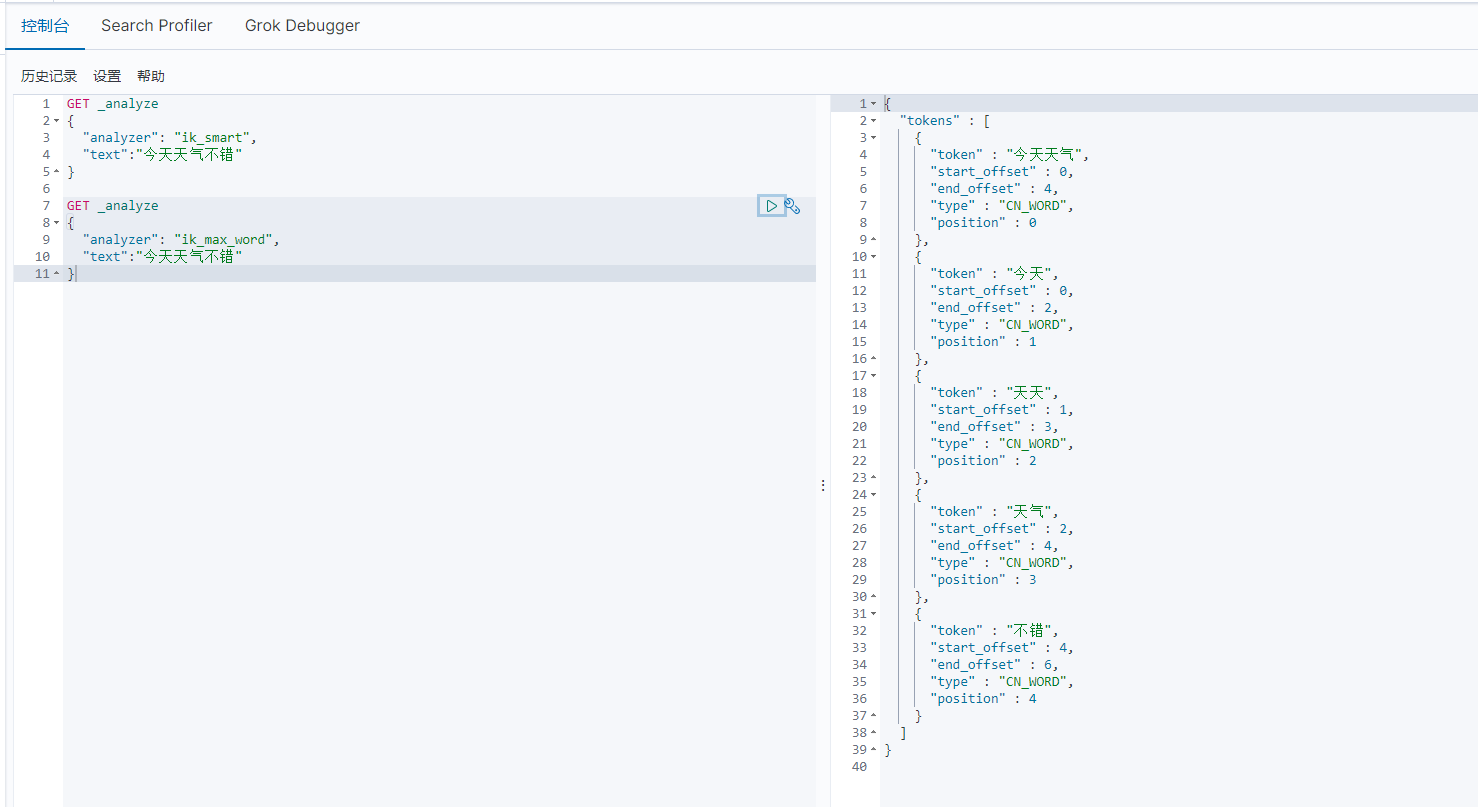 控制台 Search Profiler Grok Debugger
历史记录 设置 帮助
1 GET _analyze
2 {
3 "analyzer": "ik_smart",
4 "text":"今天天气不错"
5 }
6
7 GET _analyze
8 {
9 "analyzer": "ik_max_word",
10 "text":"今天天气不错"
11 }
1 {
2 "tokens" : [
3 {
4 "token" : "今天天气",
5 "start_offset" : 0,
6 "end_offset" : 4,
7 "type" : "CN_WORD",
8 "position" : 0
9 },
10 {
11 "token" : "今天",
12 "start_offset" : 0,
13 "end_offset" : 2,
14 "type" : "CN_WORD",
15 "position" : 1
16 },
17 {
18 "token" : "天天",
19 "start_offset" : 1,
20 "end_offset" : 3,
21 "type" : "CN_WORD",
22 "position" : 2
23 },
24 {
25 "token" : "天气",
26 "start_offset" : 2,
27 "end_offset" : 4,
28 "type" : "CN_WORD",
29 "position" : 3
30 },
31 {
32 "token" : "不错",
33 "start_offset" : 4,
34 "end_offset" : 6,
35 "type" : "CN_WORD",
36 "position" : 4
37 }
38 ]
39 }
40